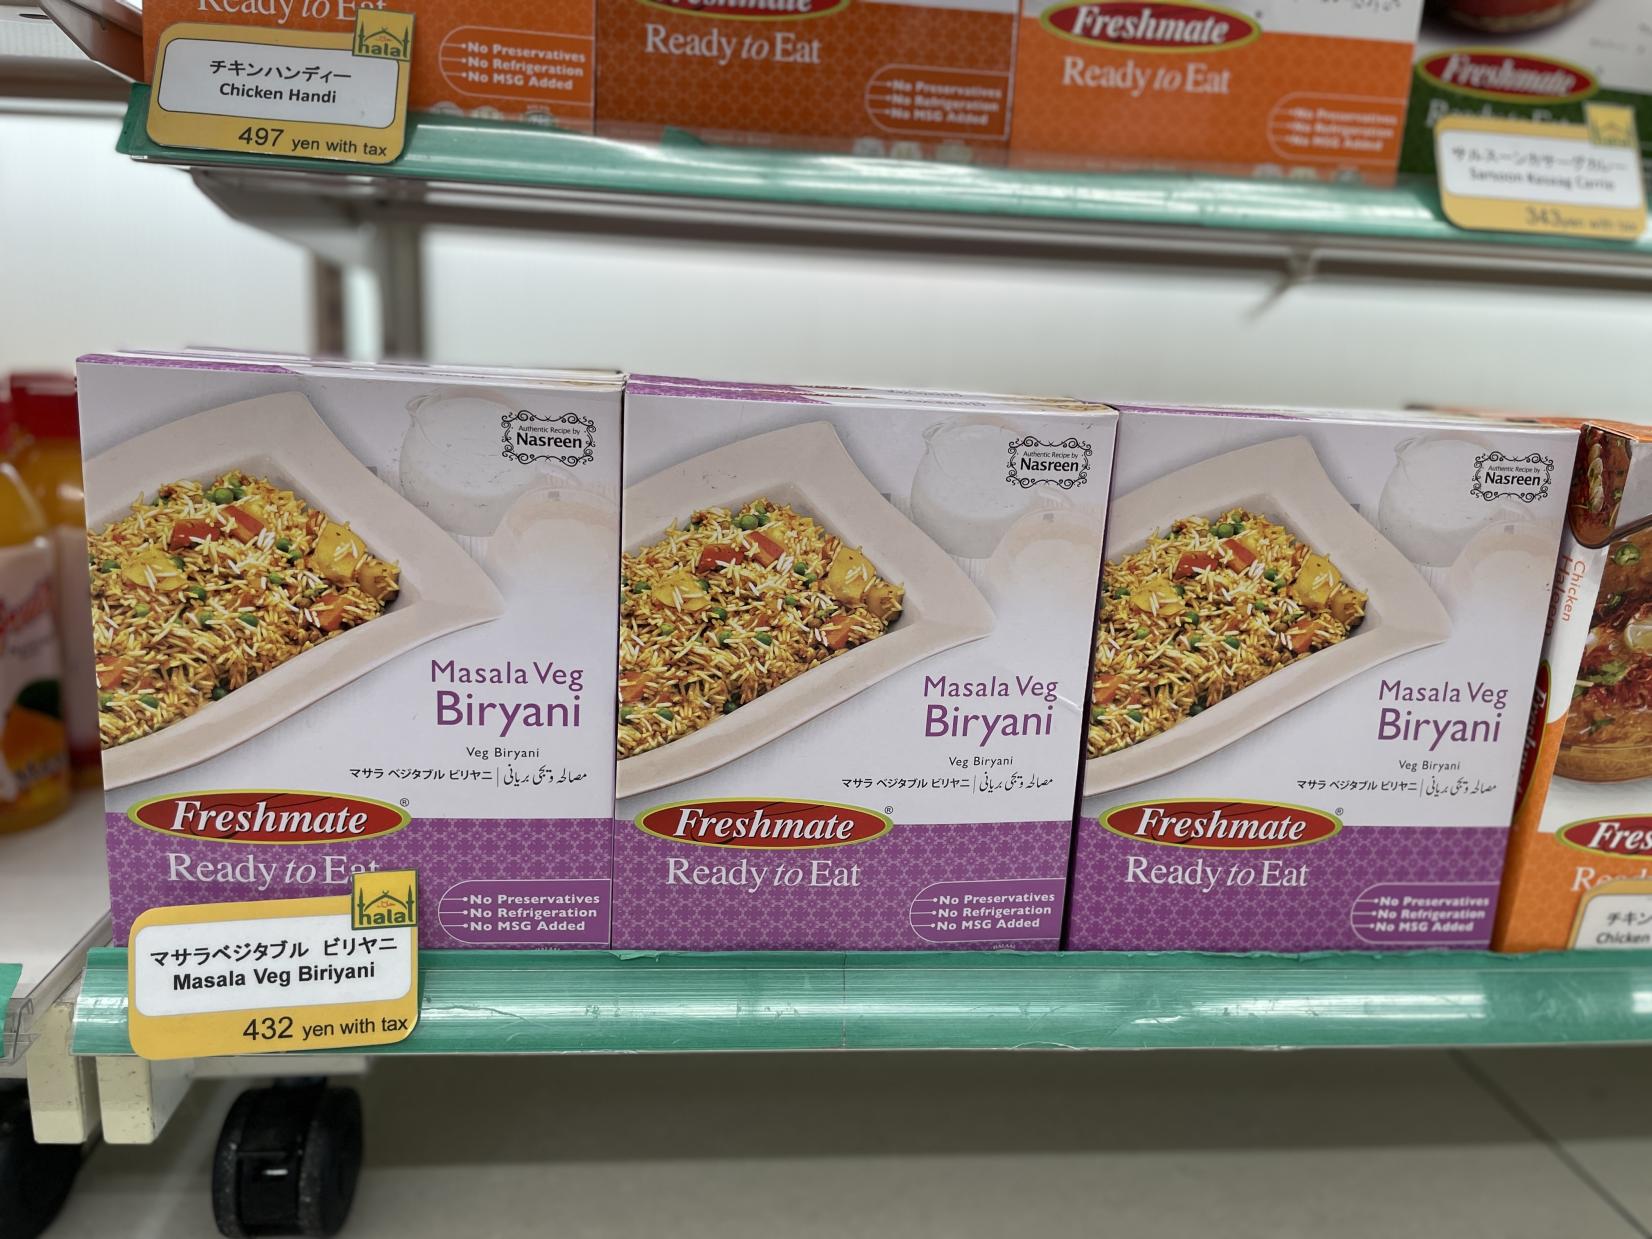 Ready to Eat
halal
チキンハンディー
Chicken Handi
497 yen with tax
No Preservatives
No Refrigeration
No MSG Added
Freshmate
Ready to Eat
No Preservatives
No Refrigeration
No MSG Added
Freshmate
Ready to Eat
No Preservatives
No Refrigeration
No MSG Added
Freshmate
343yen with tax
Authentic Recipe by
Nasreen
Masala Veg
Biryani
Veg Biryani
マサラ ベジタブル ビリヤニ | مصالحہ ویجی بریانی
Freshmate®
Ready to Eat
No Preservatives
No Refrigeration
No MSG Added
halal
マサラベジタブル ビリヤニ
Masala Veg Biriyani
432 yen with tax
Authentic Recipe by
Nasreen
Masala Veg
Biryani
Veg Biryani
マサラ ベジタブル ビリヤニ | مصالحہ ویجی بریانی
Freshmate®
Ready to Eat
No Preservatives
No Refrigeration
No MSG Added
Authentic Recipe by
Nasreen
Masala Veg
Biryani
Veg Biryani
マサラ ベジタブル ビリヤニ | مصالحہ ویجی بریانی
Freshmate®
Ready to Eat
No Preservatives
No Refrigeration
No MSG Added
Chicken
Haleem
チキン
Chicken